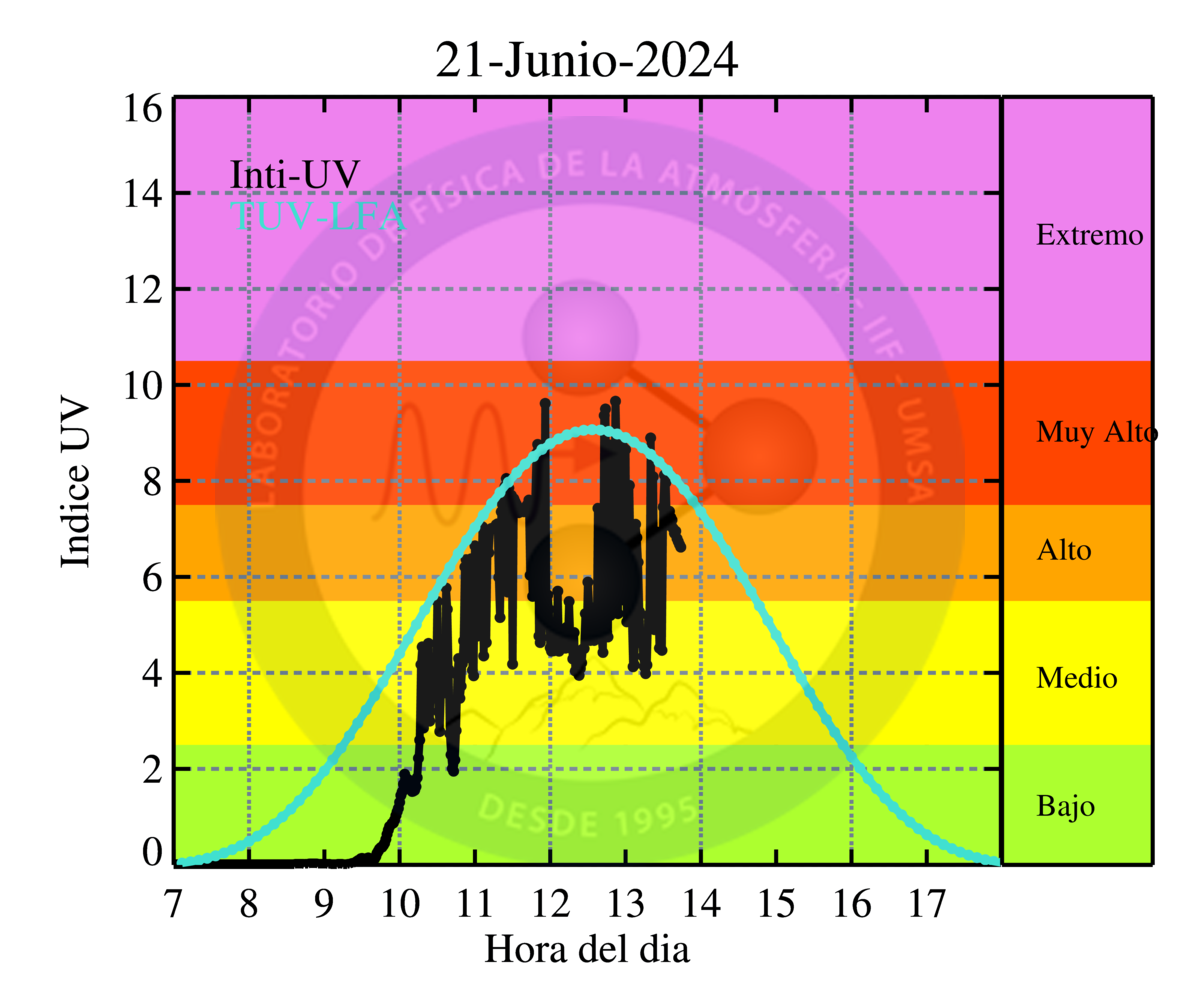 21-Junio-2024
Inti-UV
TUV-LFA
LABORATORIO DE FÍSICA DE LA ATMÓSFERA - IIF - UMSA
DESDE 1995
Indice UV
16
14
12
10
8
6
4
2
0
Extremo
Muy Alto
Alto
Medio
Bajo
7 8 9 10 11 12 13 14 15 16 17
Hora del dia